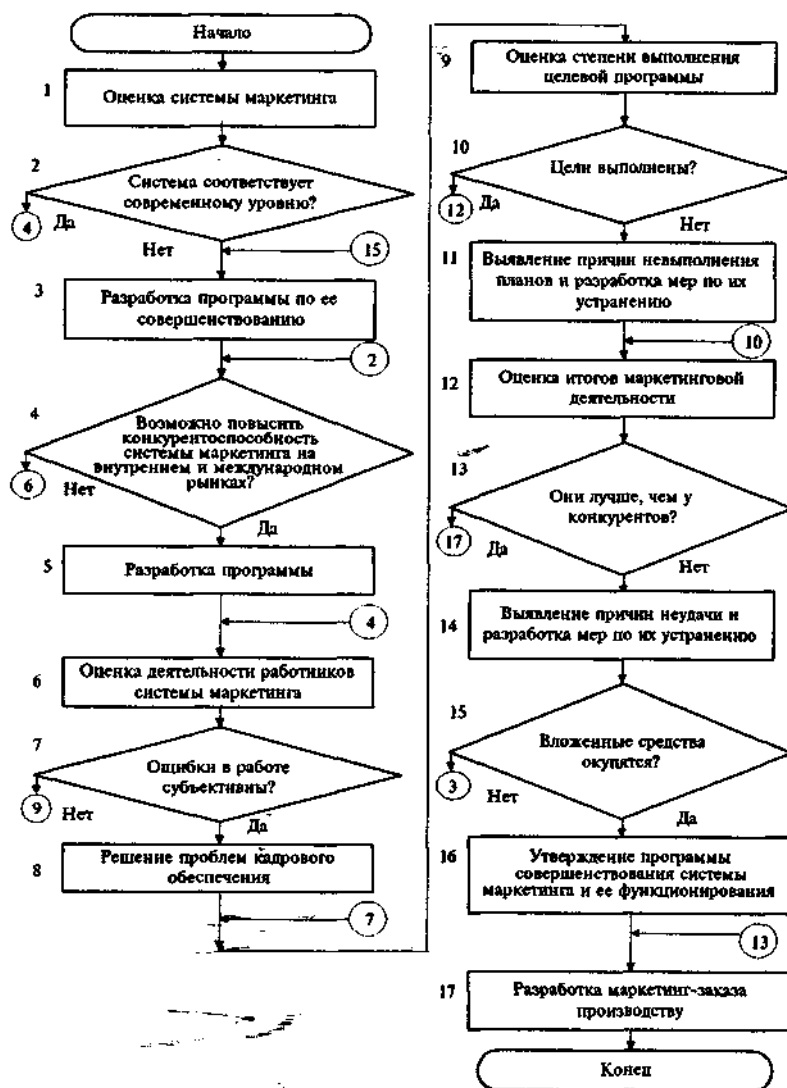 Начало
1
Оценка системы маркетинга
2
Система соответствует
современному уровню?
4
Да
Нет
15
3
Разработка программы по ее
совершенствованию
2
4
Возможно повысить
конкурентоспособность
системы маркетинга на
внутреннем и международном
рынках?
6
Нет
Да
5
Разработка программы
4
6
Оценка деятельности работников
системы маркетинга
7
Ошибки в работе
субъективны?
9
Нет
Да
8
Решение проблем кадрового
обеспечения
7
9
Оценка степени выполнения
целевой программы
10
Цели выполнены?
12
Да
Нет
11
Выявление причин невыполнения
планов и разработка мер по их
устранению
10
12
Оценка итогов маркетинговой
деятельности
13
Они лучше, чем у
конкурентов?
17
Да
Нет
14
Выявление причин неудачи и
разработка мер по их устранению
15
Вложенные средства
окупятся?
3
Нет
Да
16
Утверждение программы
совершенствования системы
маркетинга и ее функционирования
13
17
Разработка маркетинг-заказа
производству
Конец